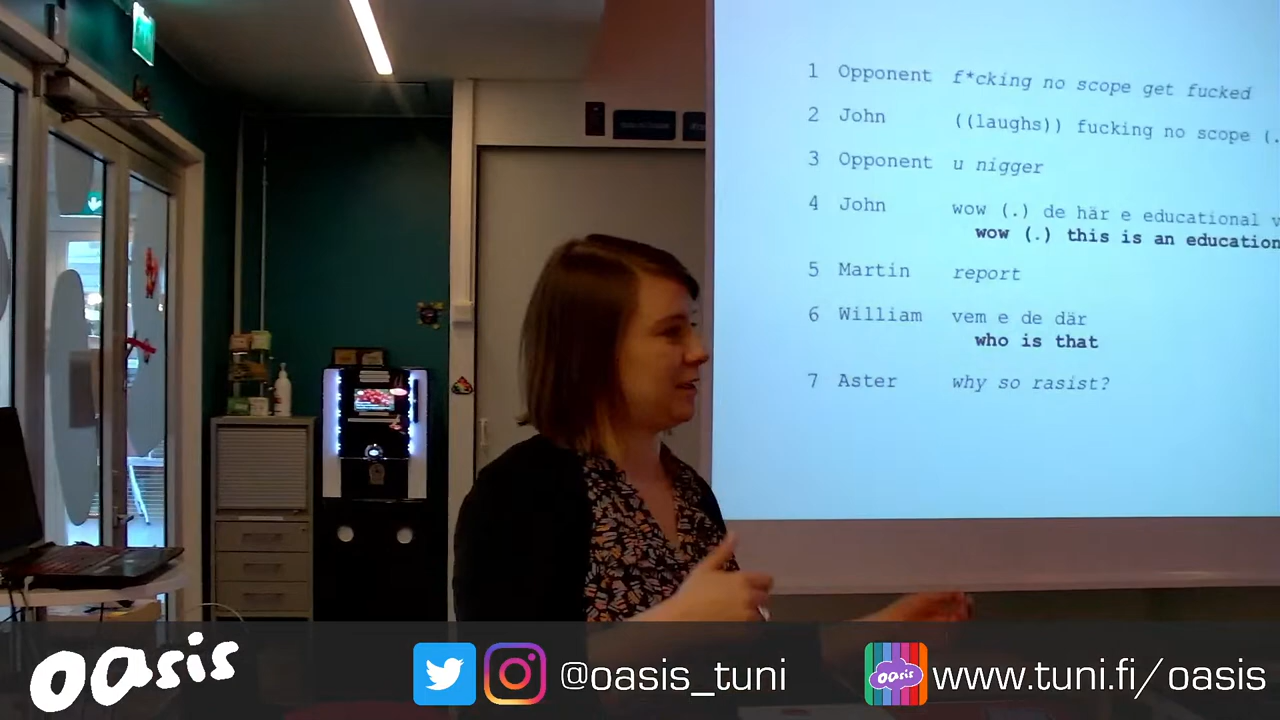 1 Opponent f*cking no scope get fucked
2 John ((laughs)) fucking no scope (.
3 Opponent u nigger
4 John wow (.) de här e educational v
wow (.) this is an education
5 Martin report
6 William vem e de där
who is that
7 Aster why so rasist?
oasis
@oasis_tuni
oasis
www.tuni.fi/oasis